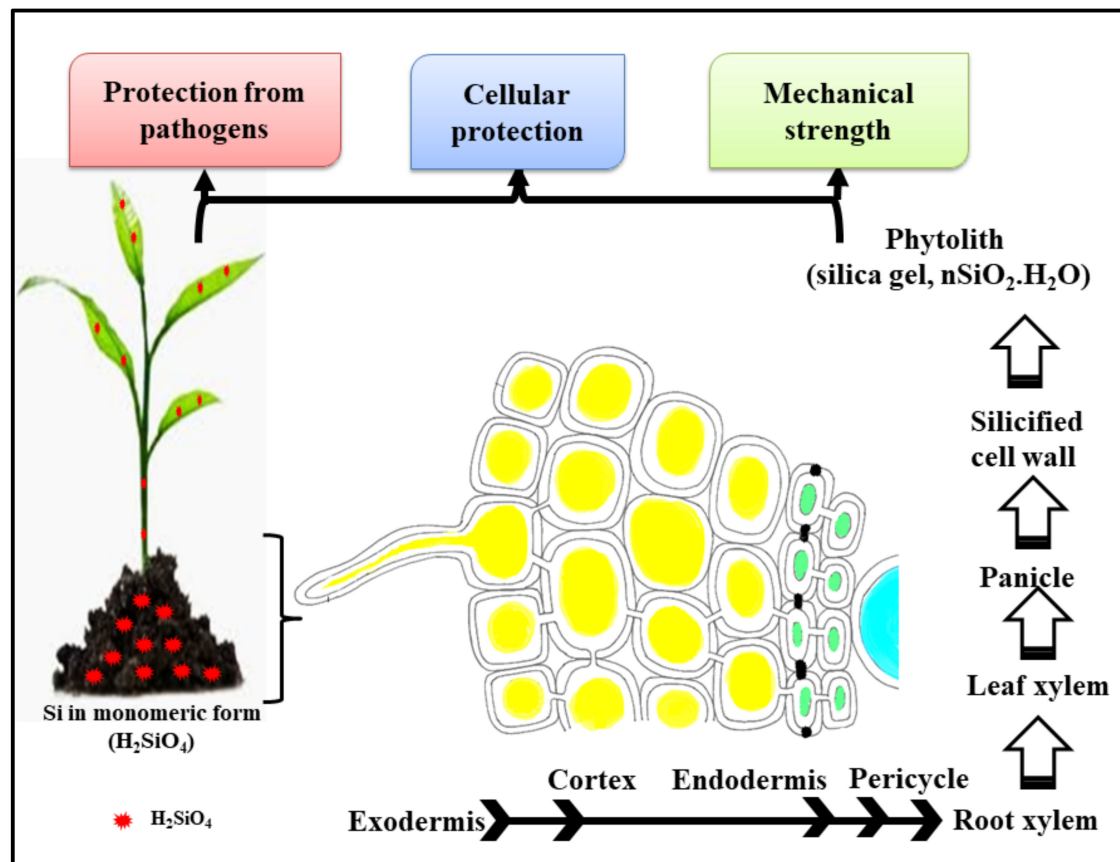 Protection from
pathogens
Cellular
protection
Mechanical
strength
Phytolith
(silica gel, nSiO₂.H₂O)
Silicified
cell wall
Panicle
Leaf xylem
Si in monomeric form
(H₂SiO₄)
H₂SiO₄
Exodermis
Cortex
Endodermis
Pericycle
Root xylem